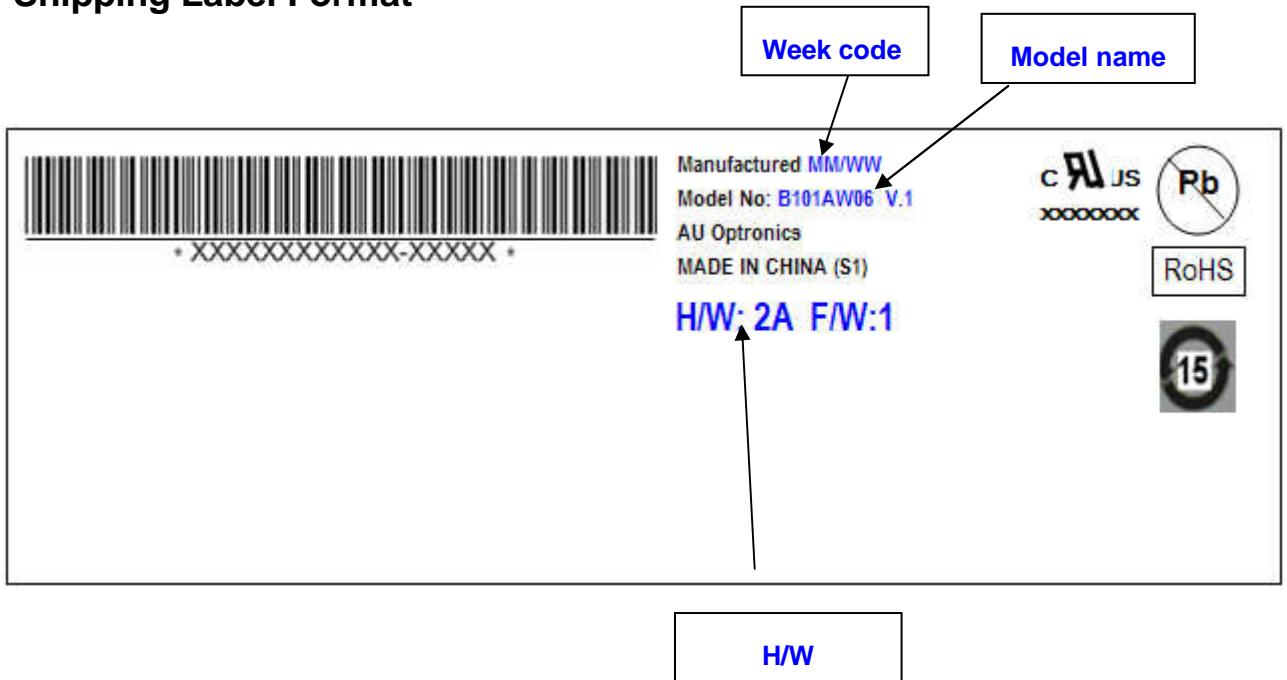 Shipping Label Format
Week code
Model name
Manufactured MM/WW
Model No: B101AW06 V.1
AU Optronics
MADE IN CHINA (S1)
H/W: 2A F/W:1
* XXXXXXXXXXXX-XXXXX *
C RU US
XXXXXXX
Pb
RoHS
15
H/W